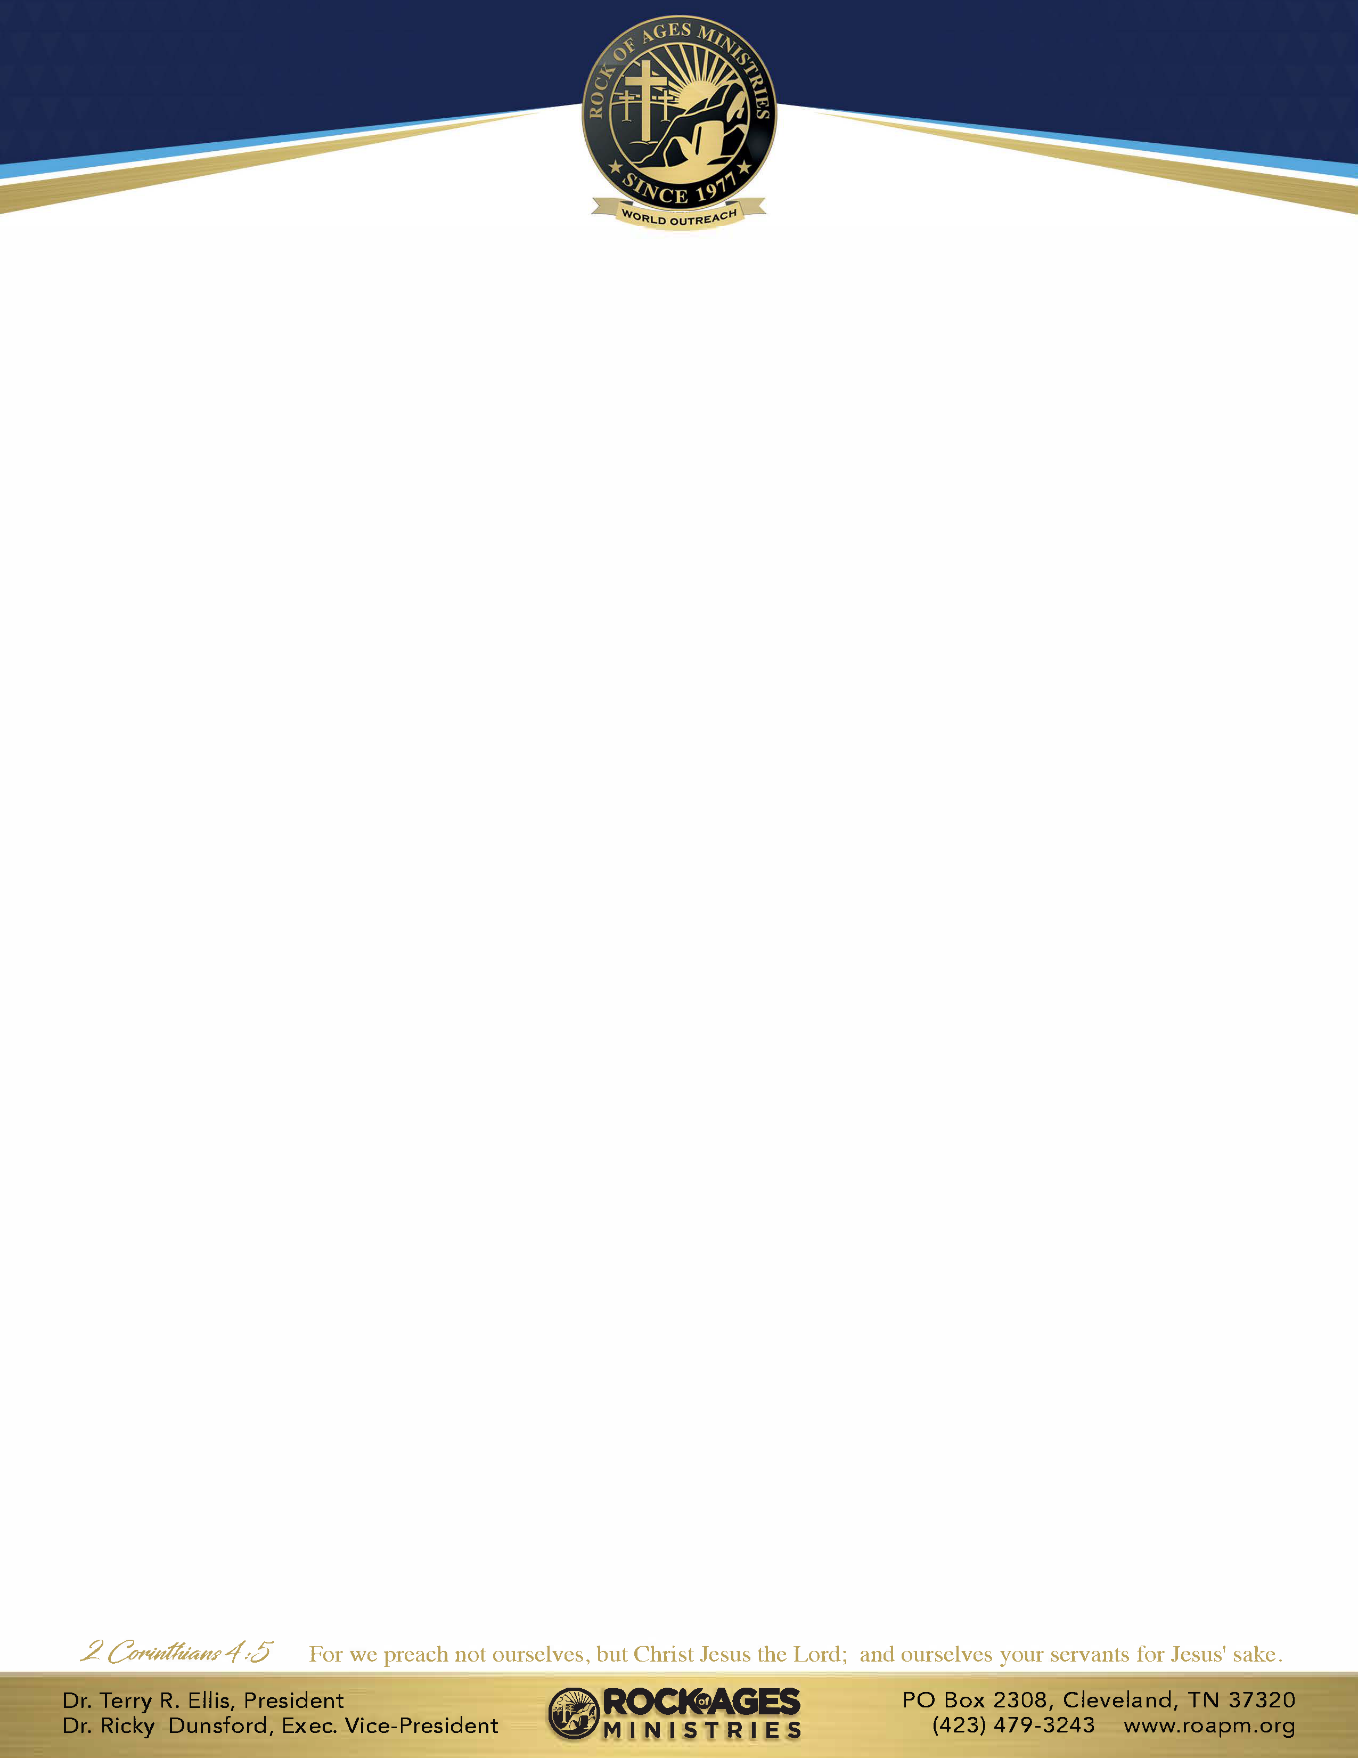 ROCK OF AGES MINISTRIES
SINCE 1977
WORLD OUTREACH
2 Corinthians 4:5 For we preach not ourselves, but Christ Jesus the Lord; and ourselves your servants for Jesus' sake.
Dr. Terry R. Ellis, President
Dr. Ricky Dunsford, Exec. Vice-President
ROCK of AGES
MINISTRIES
PO Box 2308, Cleveland, TN 37320
(423) 479-3243 www.roapm.org